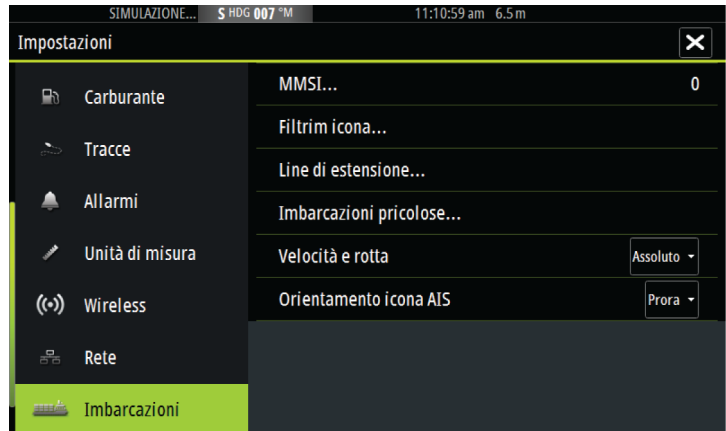 SIMULAZIONE... S HDG 007 °M 11:10:59 am 6.5 m
Impostazioni
Carburante
Tracce
Allarmi
Unità di misura
Wireless
Rete
Imbarcazioni
MMSI... 0
Filtrim icona...
Line di estensione...
Imbarcazioni pricolose...
Velocità e rotta Assoluto
Orientamento icona AIS Prora